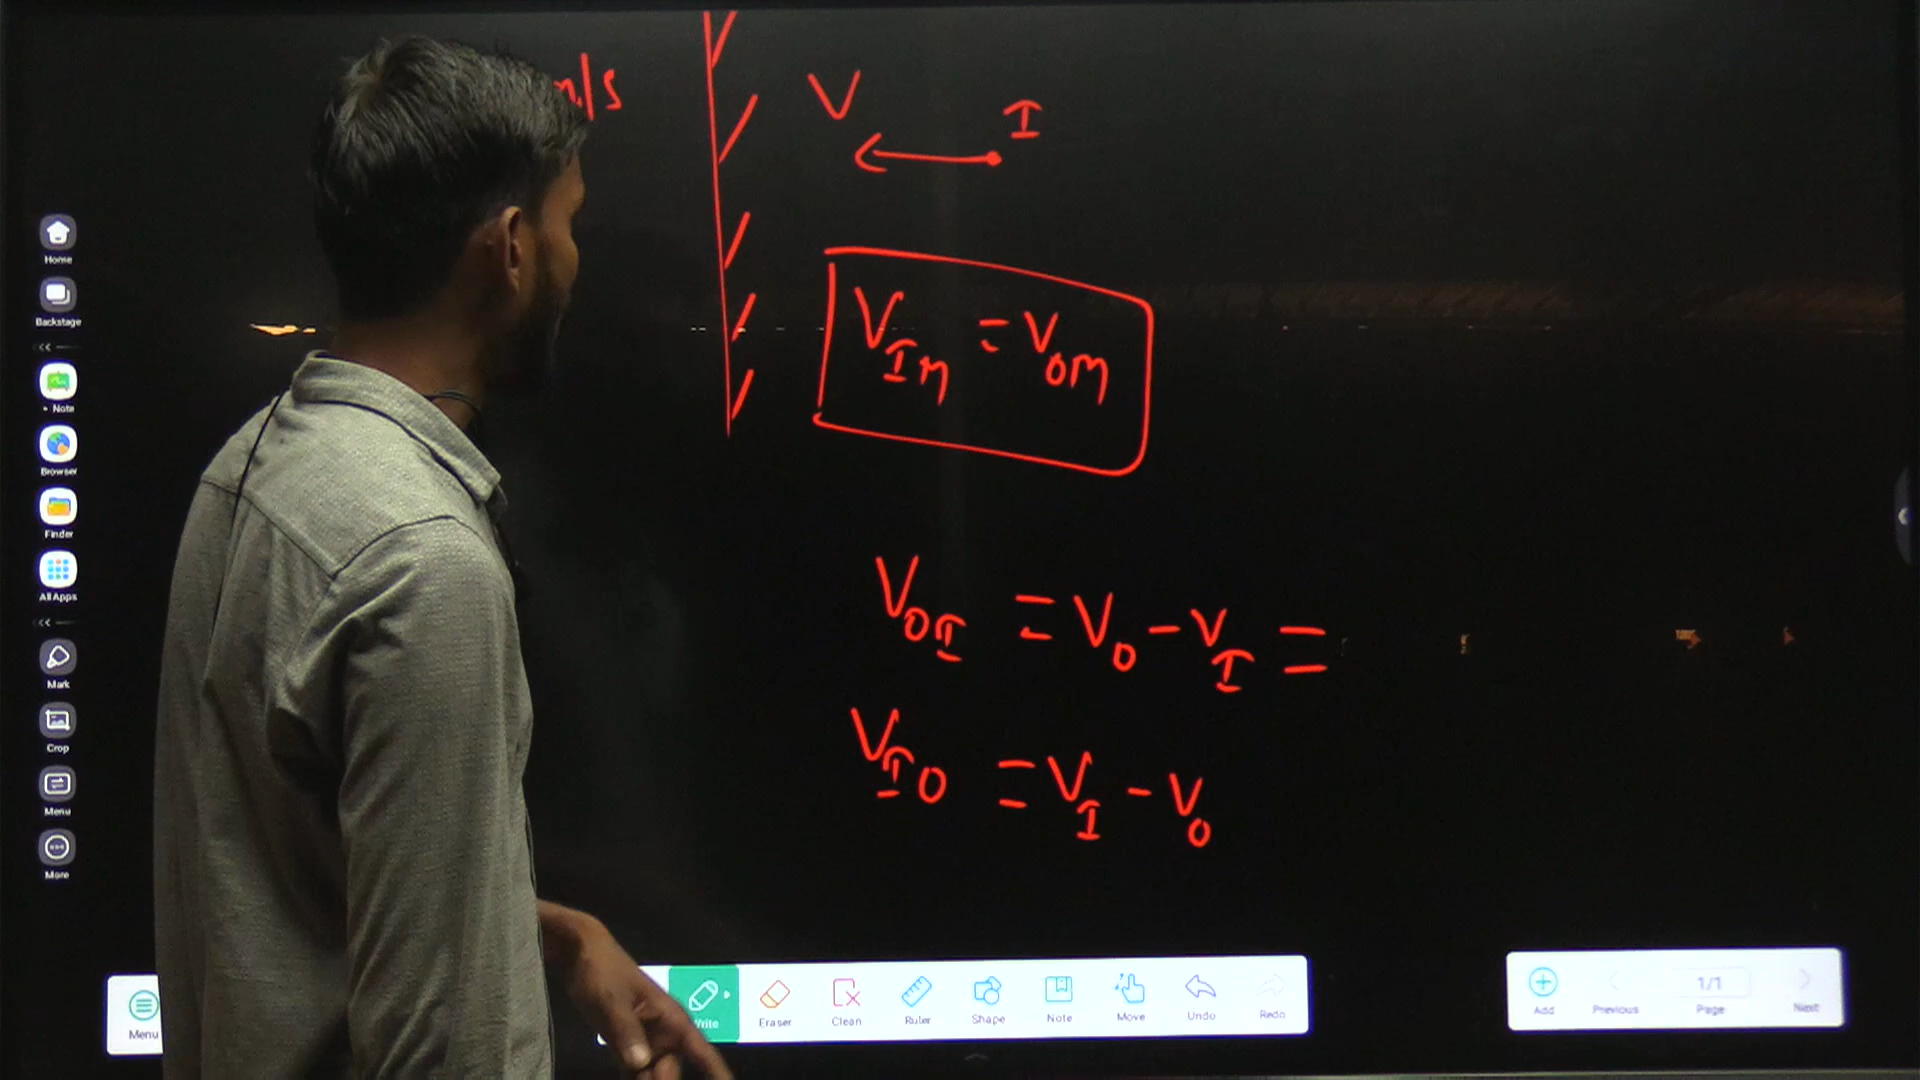 m/s
V
I
V_Im = V_om
V_OI = V_O - V_I =
V_IO = V_I - V_O
Home
Backstage
Note
Browser
Finder
All Apps
Mark
Crop
Menu
More
Menu
Write Eraser Clean Ruler Shape Note Move Undo Redo
Add Previous 1/1 Page Next